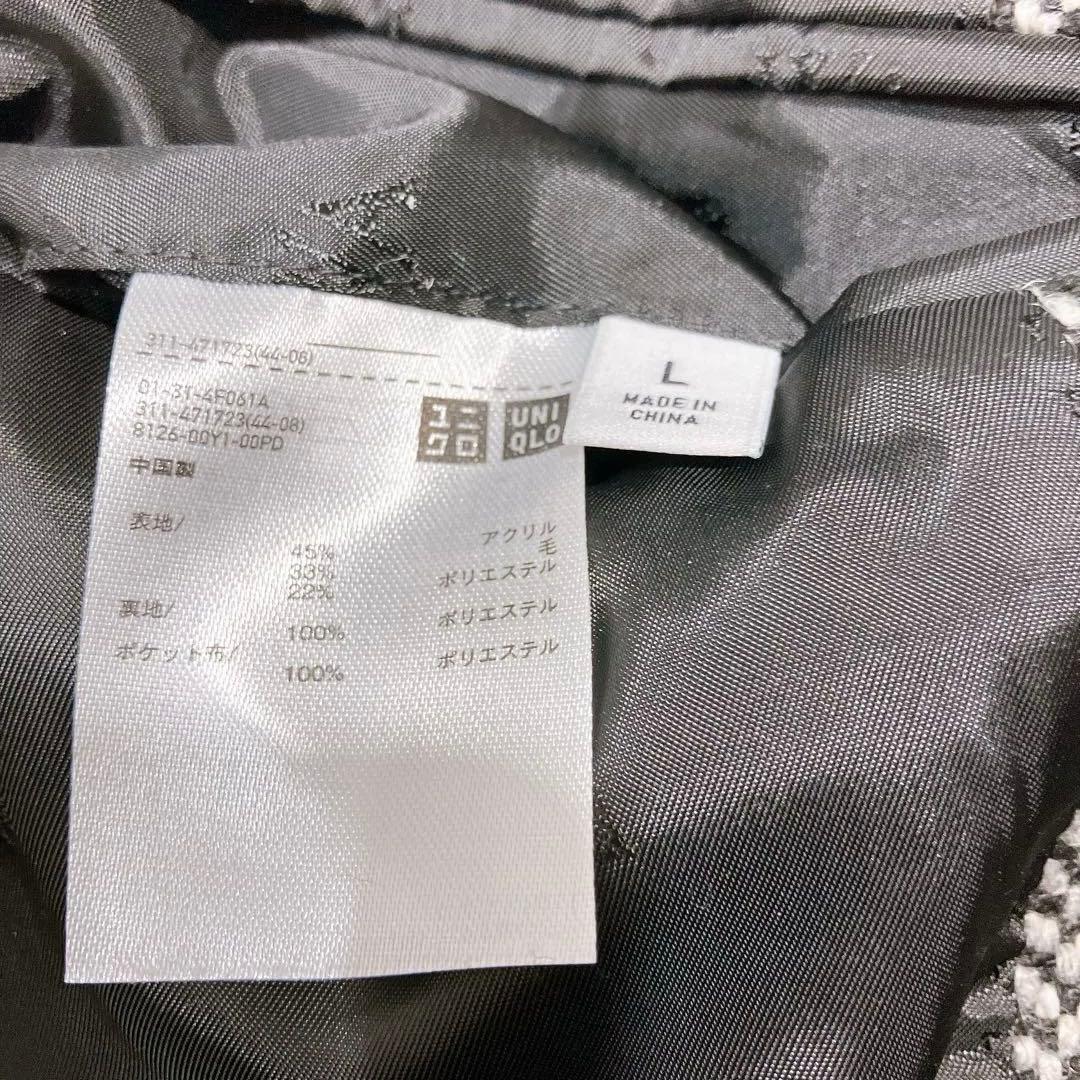 311-471723(44-08)
01-31-4F061A
311-471723(44-08)
8126-00Y1-00PD
中国製
ユニ
クロ
UNI
QLO
L
MADE IN
CHINA
表地/
アクリル
45%
毛
33%
ポリエステル
22%
裏地/
ポリエステル
100%
ポケット布/
ポリエステル
100%